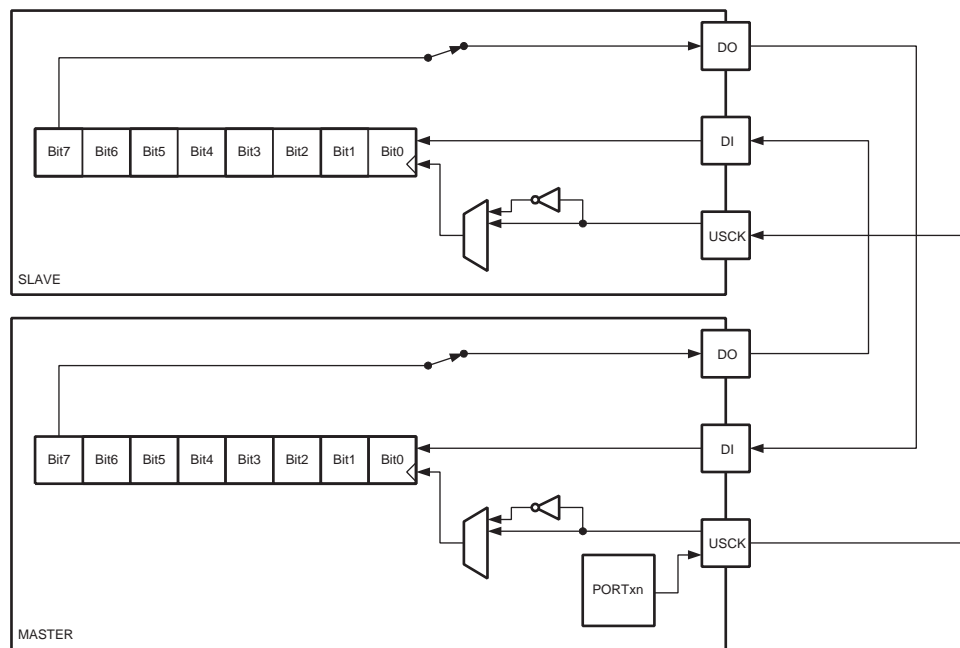 DO
Bit7 Bit6 Bit5 Bit4 Bit3 Bit2 Bit1 Bit0
DI
USCK
SLAVE
DO
Bit7 Bit6 Bit5 Bit4 Bit3 Bit2 Bit1 Bit0
DI
USCK
PORTxn
MASTER